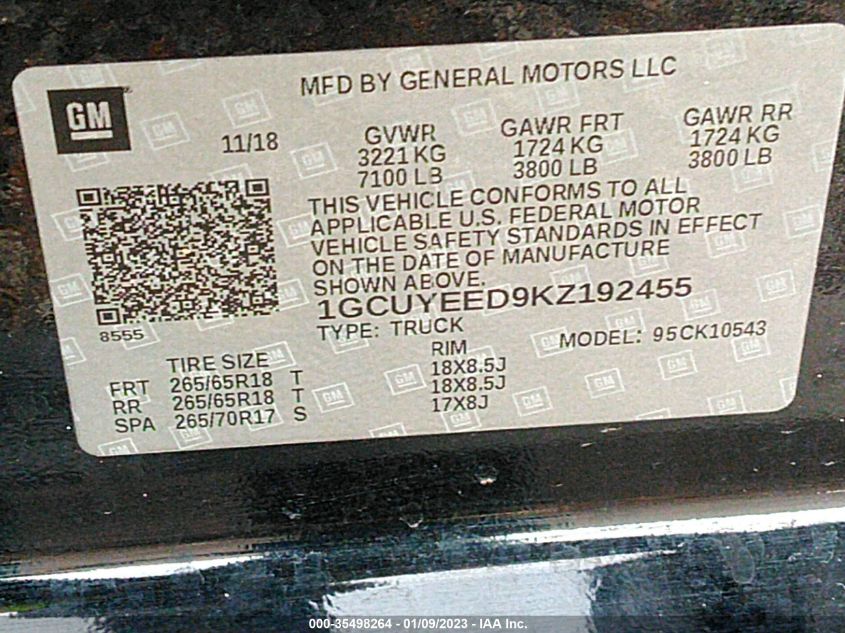 MFD BY GENERAL MOTORS LLC
GM
11/18
GVWR
3221 KG
7100 LB
GAWR FRT
1724 KG
3800 LB
GAWR RR
1724 KG
3800 LB
THIS VEHICLE CONFORMS TO ALL
APPLICABLE U.S. FEDERAL MOTOR
VEHICLE SAFETY STANDARDS IN EFFECT
ON THE DATE OF MANUFACTURE
SHOWN ABOVE.
1GCUYEED9KZ192455
TYPE: TRUCK
MODEL: 95CK10543
8555
TIRE SIZE RIM
FRT 265/65R18 T 18X8.5J
RR 265/65R18 T 18X8.5J
SPA 265/70R17 S 17X8J
000-35498264 - 01/09/2023 - IAA Inc.